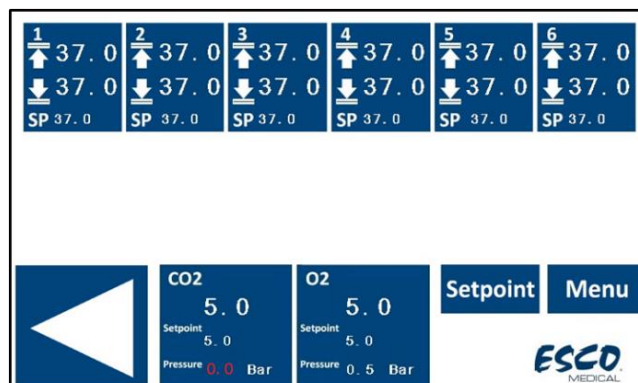 1 2 3 4 5 6
37.0 37.0 37.0 37.0 37.0 37.0
37.0 37.0 37.0 37.0 37.0 37.0
SP 37.0 SP 37.0 SP 37.0 SP 37.0 SP 37.0 SP 37.0
CO2 O2 Setpoint Menu
5.0 5.0
Setpoint Setpoint
5.0 5.0
Pressure 0.0 Bar Pressure 0.5 Bar
ESCO
MEDICAL